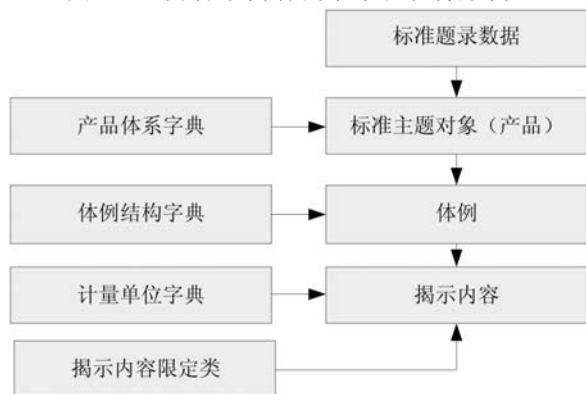 标准题录数据
产品体系字典
标准主题对象（产品）
体例结构字典
体例
计量单位字典
揭示内容
揭示内容限定类